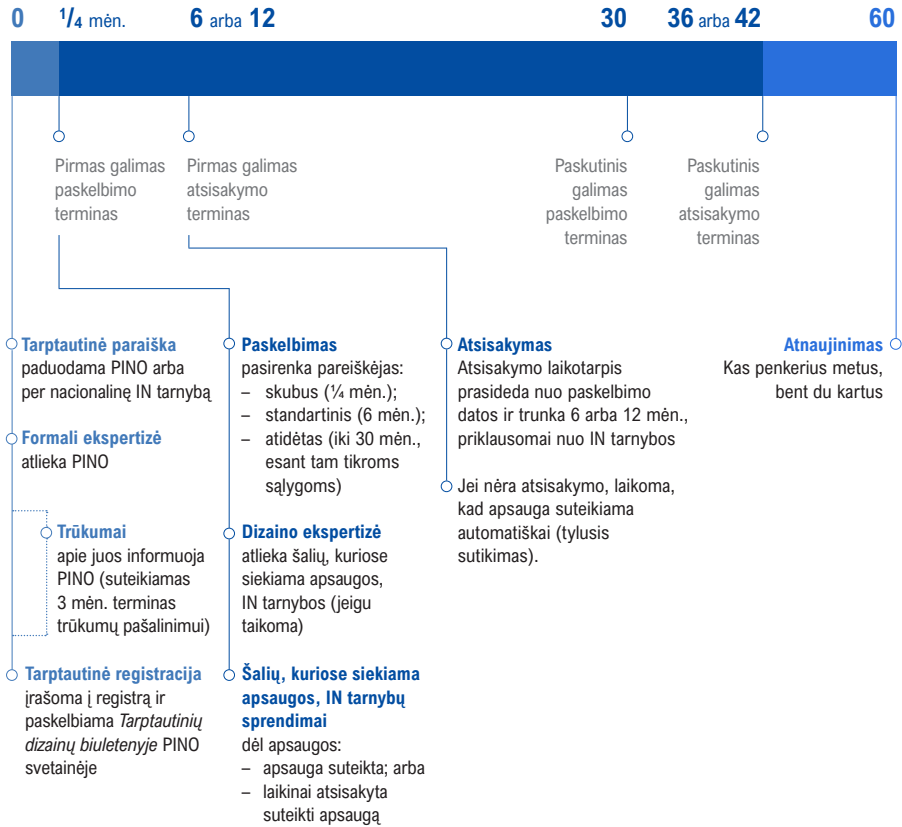 0 ¹/₄ mėn. 6 arba 12 30 36 arba 42 60
Pirmas galimas
paskelbimo
terminas
Pirmas galimas
atsisakymo
terminas
Paskutinis
galimas
paskelbimo
terminas
Paskutinis
galimas
atsisakymo
terminas
Tarptautinė paraiška
paduodama PINO arba
per nacionalinę IN tarnybą
Formali ekspertizė
atlieka PINO
Trūkumai
apie juos informuoja
PINO (suteikiamas
3 mėn. terminas
trūkumų pašalinimui)
Tarptautinė registracija
įrašoma į registrą ir
paskelbiama Tarptautinių
dizainų biuletenyje PINO
svetainėje
Paskelbimas
pasirenka pareiškėjas:
– skubus (¼ mėn.);
– standartinis (6 mėn.);
– atidėtas (iki 30 mėn.,
esant tam tikroms
sąlygoms)
Dizaino ekspertizė
atlieka šalių, kuriose
siekiama apsaugos,
IN tarnybos (jeigu
taikoma)
Šalių, kuriose siekiama
apsaugos, IN tarnybų
sprendimai
dėl apsaugos:
– apsauga suteikta; arba
– laikinai atsisakyta
suteikti apsaugą
Atsisakymas
Atsisakymo laikotarpis
prasideda nuo paskelbimo
datos ir trunka 6 arba 12 mėn.,
priklausomai nuo IN tarnybos
Jei nėra atsisakymo, laikoma,
kad apsauga suteikiama
automatiškai (tylusis
sutikimas).
Atnaujinimas
Kas penkerius metus,
bent du kartus